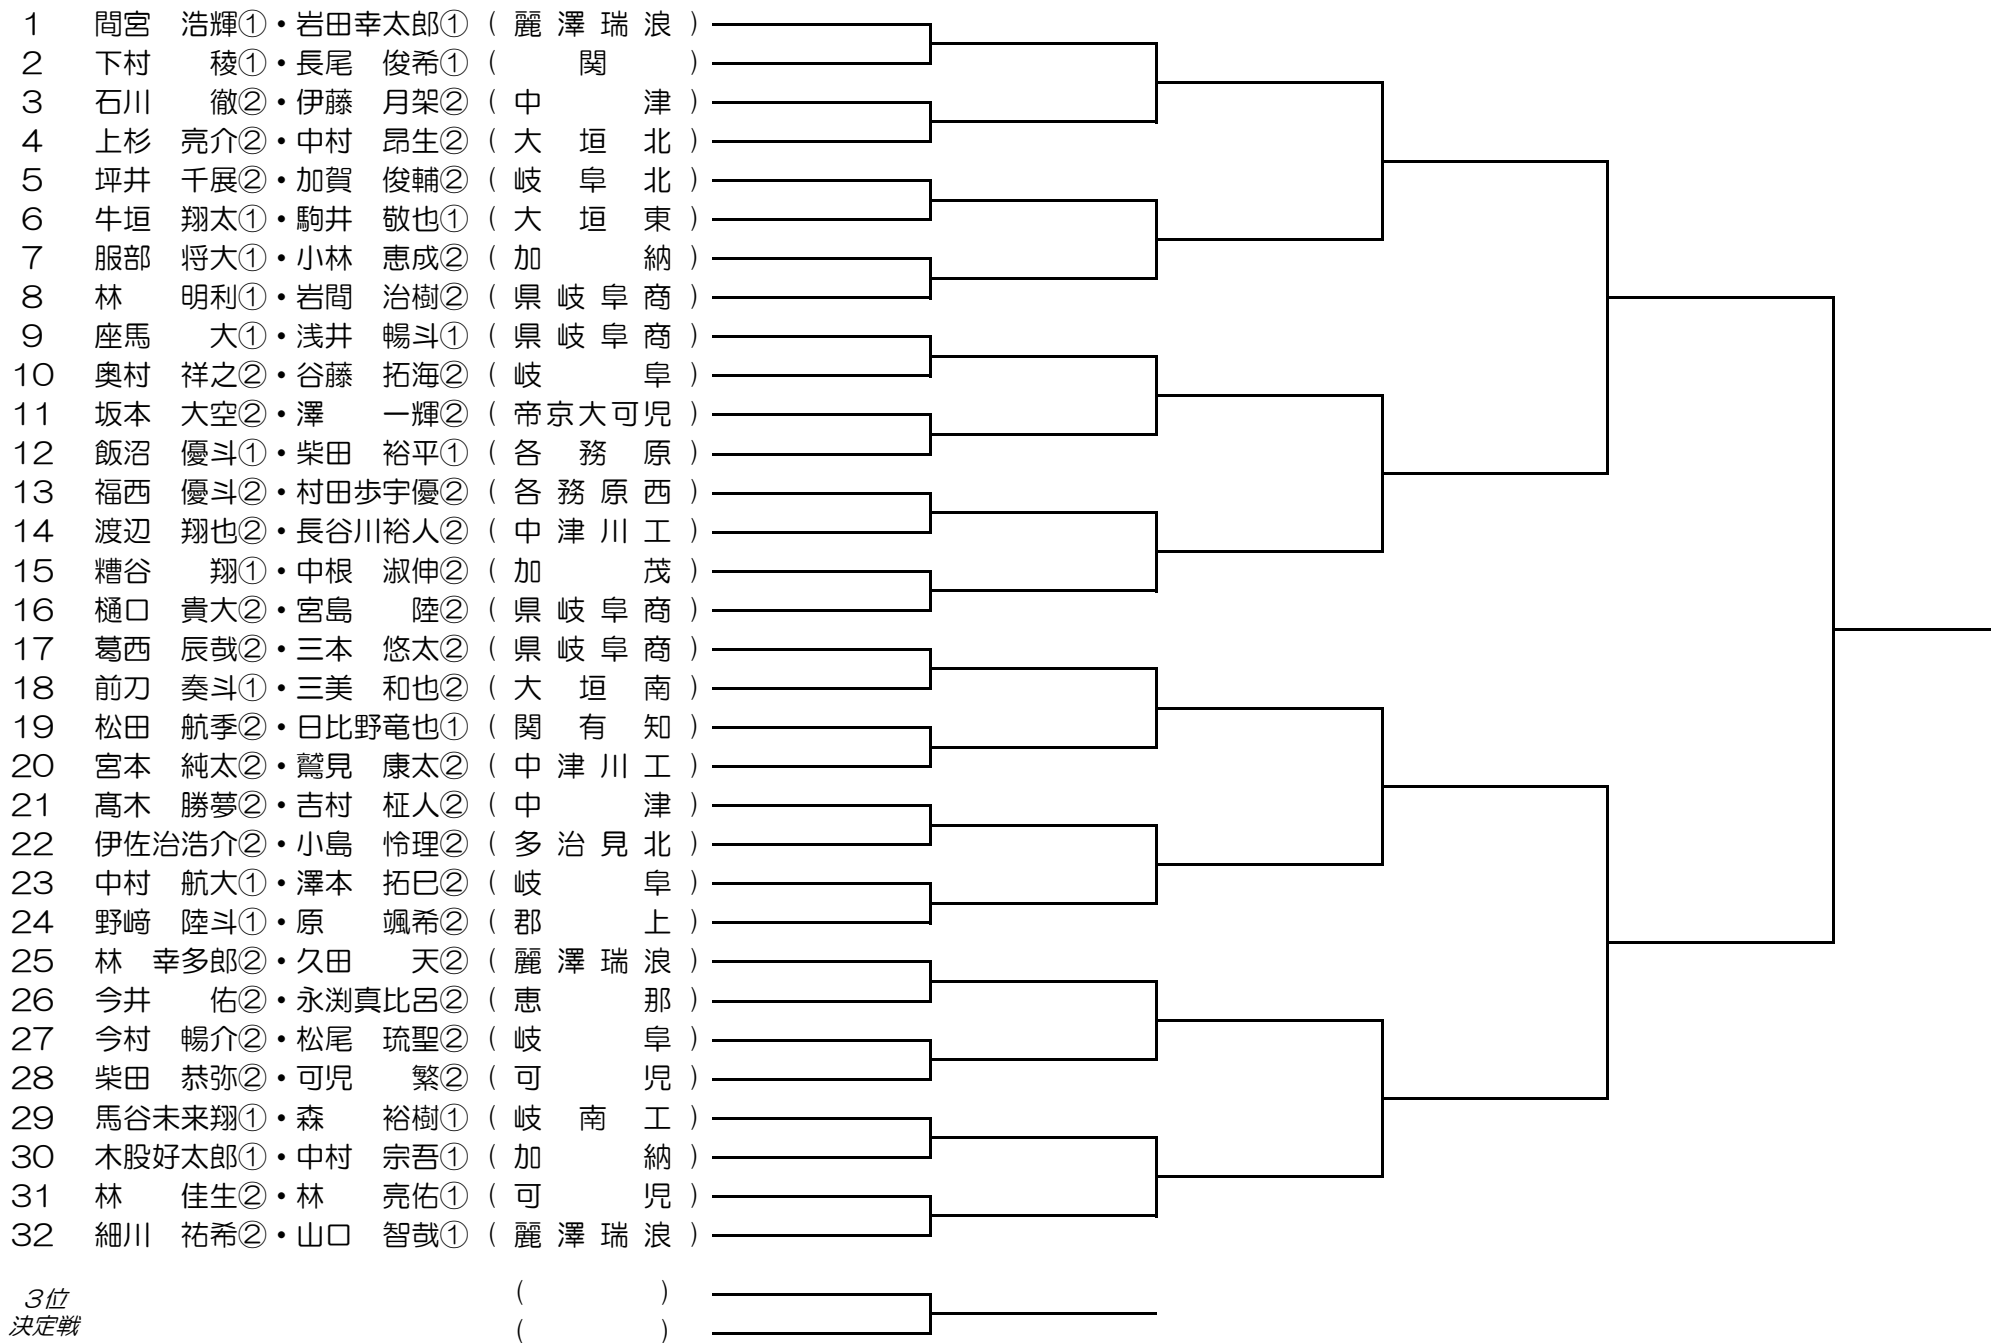 1 間宮 浩輝①・岩田幸太郎① ( 麗澤瑞浪 )
2 下村 稜①・長尾 俊希① ( 関 )
3 石川 徹②・伊藤 月架② ( 中津 )
4 上杉 亮介②・中村 昂生② ( 大垣北 )
5 坪井 千展②・加賀 俊輔② ( 岐阜北 )
6 牛垣 翔太①・駒井 敬也① ( 大垣東 )
7 服部 将大①・小林 恵成② ( 加納 )
8 林 明利①・岩間 治樹② ( 県岐阜商 )
9 座馬 大①・浅井 暢斗① ( 県岐阜商 )
10 奥村 祥之②・谷藤 拓海② ( 岐阜 )
11 坂本 大空②・澤 一輝② ( 帝京大可児 )
12 飯沼 優斗①・柴田 裕平① ( 各務原 )
13 福西 優斗②・村田歩宇優② ( 各務原西 )
14 渡辺 翔也②・長谷川裕人② ( 中津川工 )
15 糟谷 翔①・中根 淑伸② ( 加茂 )
16 樋口 貴大②・宮島 陸② ( 県岐阜商 )
17 葛西 辰哉②・三本 悠太② ( 県岐阜商 )
18 前刀 奏斗①・三美 和也② ( 大垣南 )
19 松田 航季②・日比野竜也① ( 関有知 )
20 宮本 純太②・鷲見 康太② ( 中津川工 )
21 髙木 勝夢②・吉村 柾人② ( 中津 )
22 伊佐治浩介②・小島 怜理② ( 多治見北 )
23 中村 航大①・澤本 拓巳② ( 岐阜 )
24 野﨑 陸斗①・原 颯希② ( 郡上 )
25 林 幸多郎②・久田 天② ( 麗澤瑞浪 )
26 今井 佑②・永渕真比呂② ( 恵那 )
27 今村 暢介②・松尾 琉聖② ( 岐阜 )
28 柴田 恭弥②・可児 繁② ( 可児 )
29 馬谷未来翔①・森 裕樹① ( 岐南工 )
30 木股好太郎①・中村 宗吾① ( 加納 )
31 林 佳生②・林 亮佑① ( 可児 )
32 細川 祐希②・山口 智哉① ( 麗澤瑞浪 )
3位 ( )
決定戦 ( )